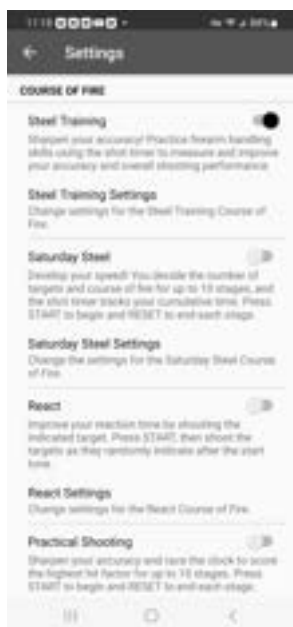 Settings
COURSE OF FIRE
Steel Training
Sharpen your accuracy! Practice firearm handling
skills using the shot timer to measure and improve
your accuracy and overall shooting performance.
Steel Training Settings
Change settings for the Steel Training Course of
Fire.
Saturday Steel
Develop your speed! You decide the number of
targets and course of fire for up to 10 stages, and
the shot timer tracks your cumulative time. Press
START to begin and RESET to end each stage.
Saturday Steel Settings
Change the settings for the Saturday Steel Course
of Fire.
React
Improve your reaction time by shooting the
indicated target. Press START, then shoot the
targets as they randomly indicate after the start
tone.
React Settings
Change settings for the React Course of Fire.
Practical Shooting
Sharpen your accuracy and race the clock to score
the highest hit factor for up to 10 stages. Press
START to begin and RESET to end each stage.